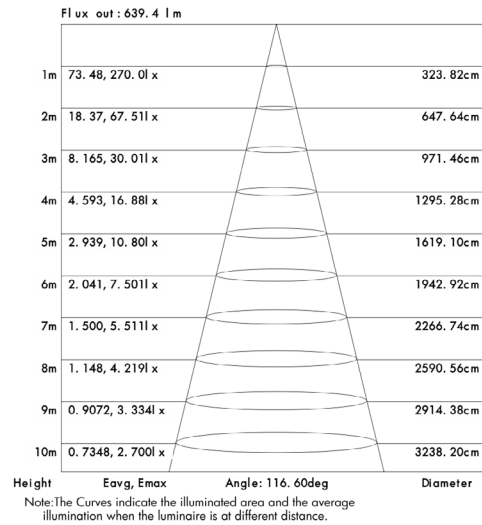 Flux out:639.4 lm
1m 73.48, 270.0lx 323.82cm
2m 18.37, 67.51lx 647.64cm
3m 8.165, 30.01lx 971.46cm
4m 4.593, 16.88lx 1295.28cm
5m 2.939, 10.80lx 1619.10cm
6m 2.041, 7.501lx 1942.92cm
7m 1.500, 5.511lx 2266.74cm
8m 1.148, 4.219lx 2590.56cm
9m 0.9072, 3.334lx 2914.38cm
10m 0.7348, 2.700lx 3238.20cm
Height Eavg, Emax Angle: 116.60deg Diameter
Note:The Curves indicate the illuminated area and the average
illumination when the luminaire is at different distance.